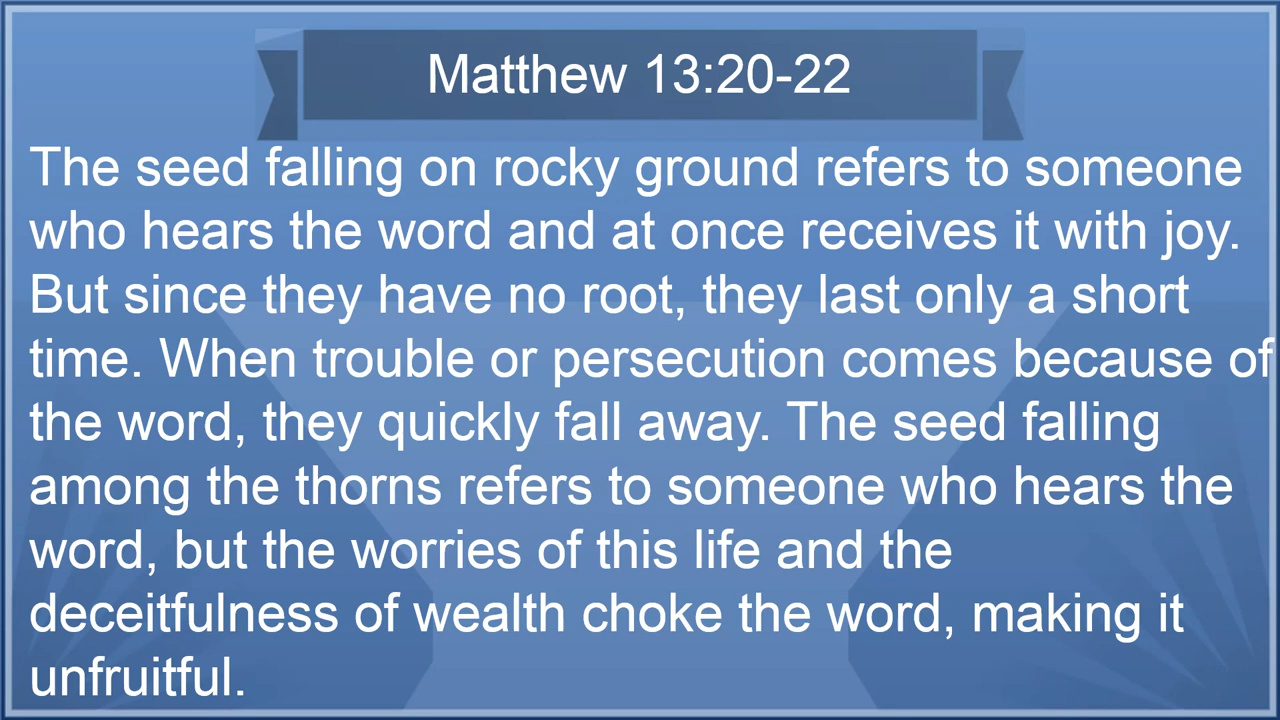 Matthew 13:20-22
The seed falling on rocky ground refers to someone
who hears the word and at once receives it with joy.
But since they have no root, they last only a short
time. When trouble or persecution comes because of
the word, they quickly fall away. The seed falling
among the thorns refers to someone who hears the
word, but the worries of this life and the
deceitfulness of wealth choke the word, making it
unfruitful.